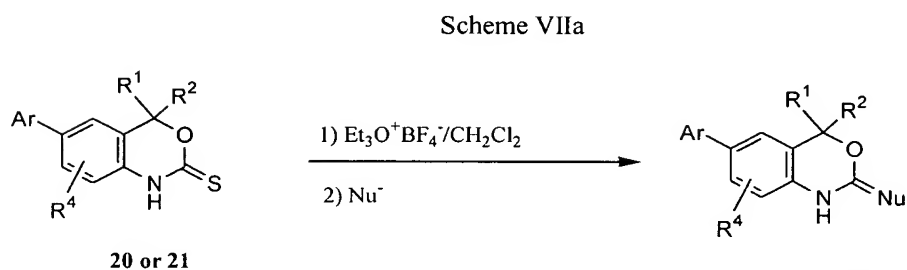 Scheme VIIa
R¹
R²
Ar
O
N
H
S
R⁴
20 or 21
1) Et₃O⁺BF₄⁻/CH₂Cl₂
2) Nu⁻
R¹
R²
Ar
O
N
H
Nu
R⁴